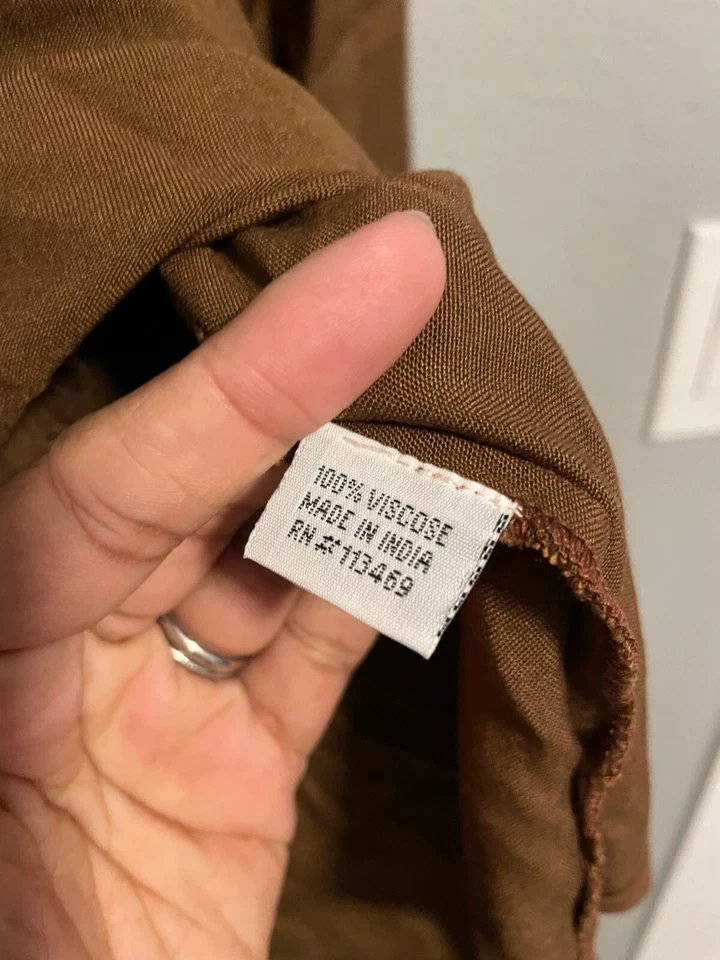 100% VISCOSE
MADE IN INDIA
RN #113469